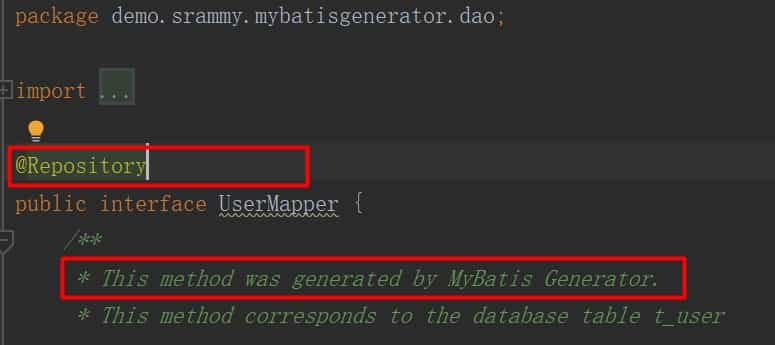 package demo.srammy.mybatisgenerator.dao;
import ...
@Repository
public interface UserMapper {
/**
* This method was generated by MyBatis Generator.
* This method corresponds to the database table t_user